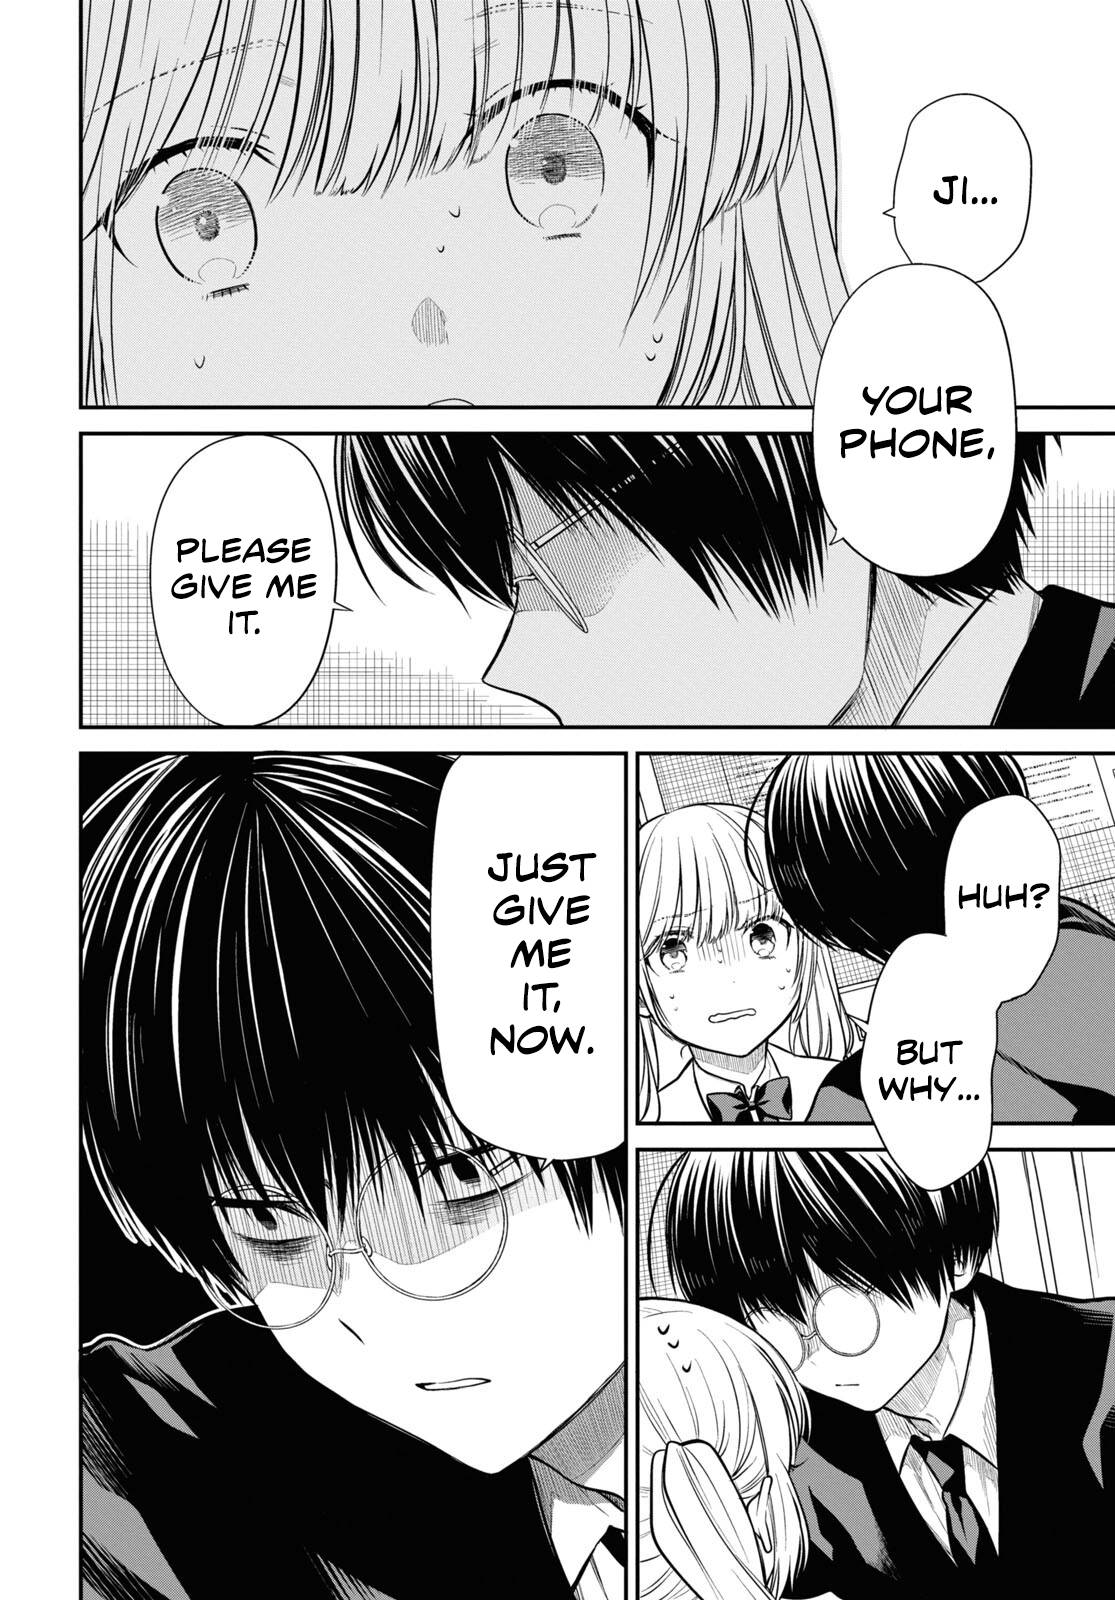 JI...
YOUR
PHONE,
PLEASE
GIVE ME
IT.
HUH?
BUT
WHY...
JUST
GIVE
ME
IT,
NOW.